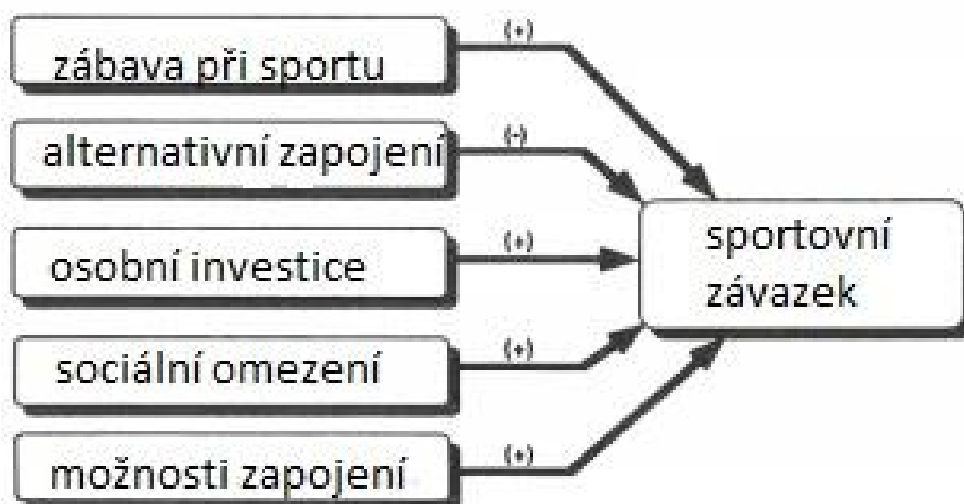 zábava při sportu
(+)
alternativní zapojení
(-)
osobní investice
(+)
sociální omezení
(+)
možnosti zapojení
(+)
sportovní
závazek